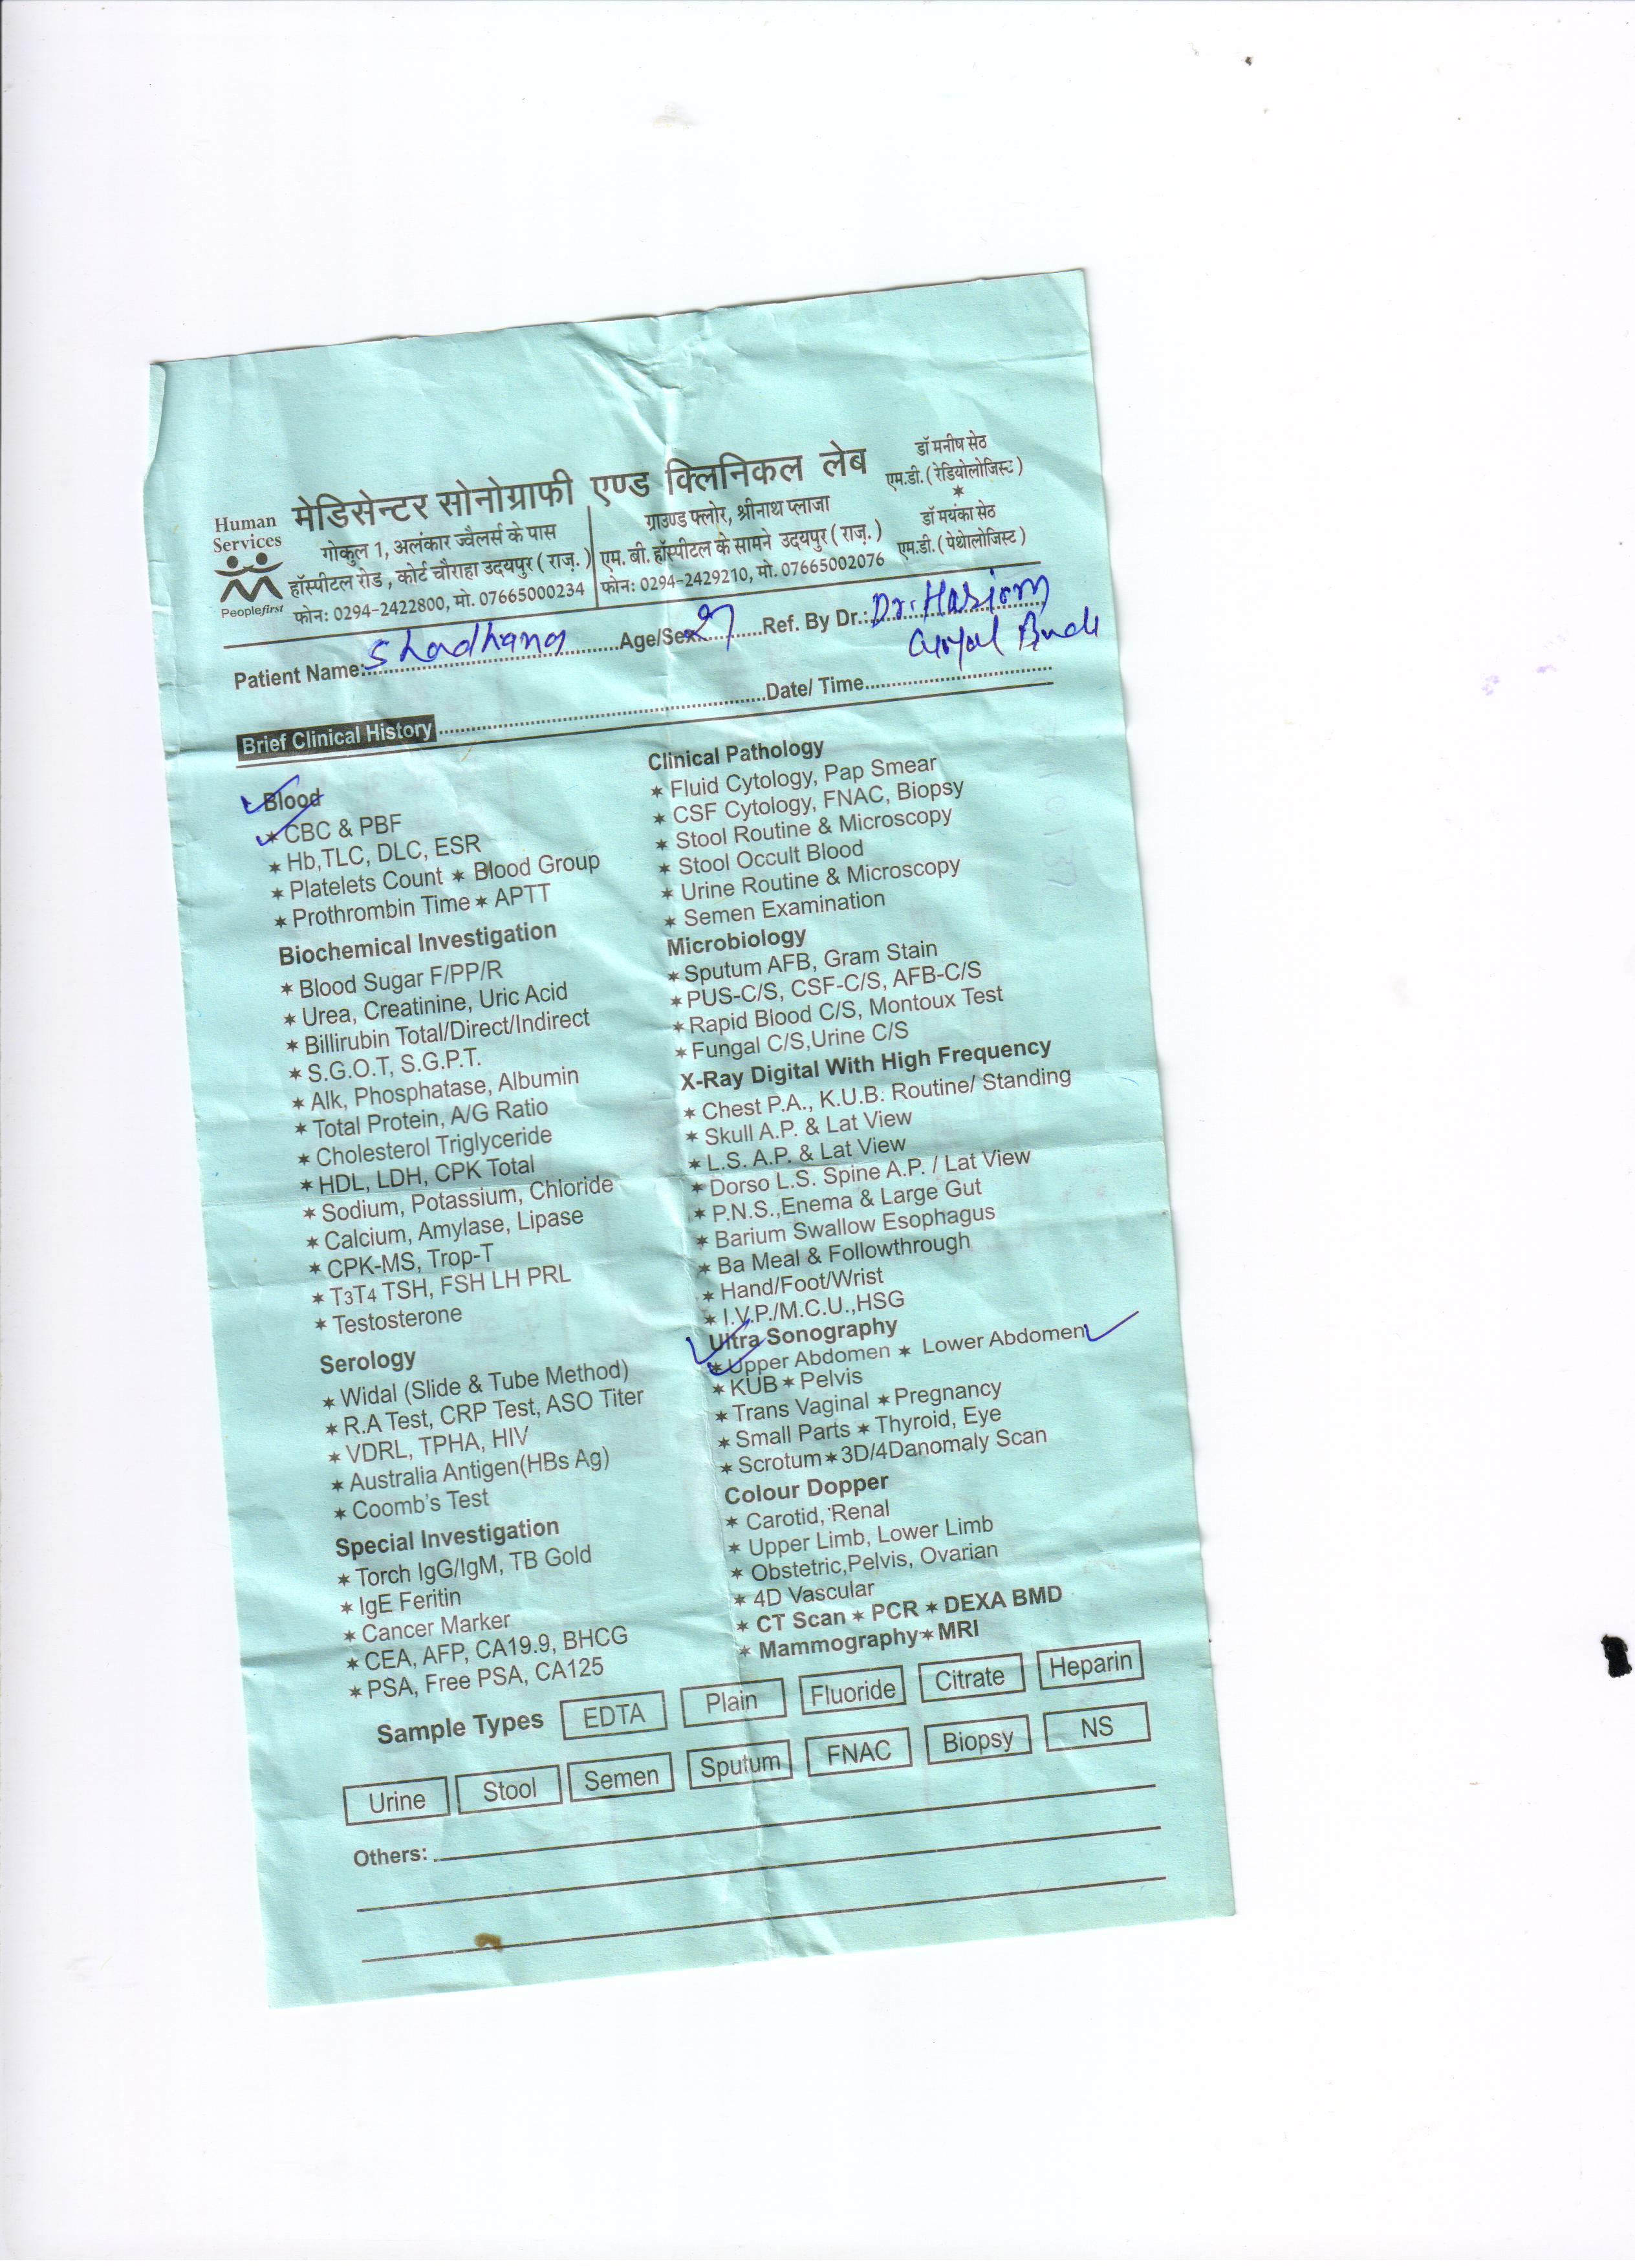 मेडिसेन्टर सोनोग्राफी एण्ड क्लिनिकल लेब
डॉ मनीष सेठ
एम.डी. ( रेडियोलोजिस्ट )
*
डॉ मयंका सेठ
एम.डी. ( पेथोलोजिस्ट )
Human
Services
Peoplefirst
गोकुल 1, अलंकार ज्वैलर्स के पास
हॉस्पीटल रोड , कोर्ट चौराहा उदयपुर ( राज़. )
फोन: 0294-2422800, मो. 07665000234
ग्राउण्ड फ्लोर, श्रीनाथ प्लाजा
एम. बी. हॉस्पीटल के सामने उदयपुर ( राज़. )
फोन: 0294-2429210, मो. 07665002076
Patient Name: Shadhana Age/Sex: 27 Ref. By Dr.: Dr. Hariom
Goyal
Date/ Time
Brief Clinical History
Blood
* CBC & PBF
* Hb,TLC, DLC, ESR
* Platelets Count * Blood Group
* Prothrombin Time * APTT
Biochemical Investigation
* Blood Sugar F/PP/R
* Urea, Creatinine, Uric Acid
* Billirubin Total/Direct/Indirect
* S.G.O.T, S.G.P.T.
* Alk, Phosphatase, Albumin
* Total Protein, A/G Ratio
* Cholesterol Triglyceride
* HDL, LDH, CPK Total
* Sodium, Potassium, Chloride
* Calcium, Amylase, Lipase
* CPK-MS, Trop-T
* T3T4 TSH, FSH LH PRL
* Testosterone
Serology
* Widal (Slide & Tube Method)
* R.A Test, CRP Test, ASO Titer
* VDRL, TPHA, HIV
* Australia Antigen(HBs Ag)
* Coomb's Test
Special Investigation
* Torch IgG/IgM, TB Gold
* IgE Feritin
* Cancer Marker
* CEA, AFP, CA19.9, BHCG
* PSA, Free PSA, CA125
Clinical Pathology
* Fluid Cytology, Pap Smear
* CSF Cytology, FNAC, Biopsy
* Stool Routine & Microscopy
* Stool Occult Blood
* Urine Routine & Microscopy
* Semen Examination
Microbiology
* Sputum AFB, Gram Stain
* PUS-C/S, CSF-C/S, AFB-C/S
* Rapid Blood C/S, Montoux Test
* Fungal C/S,Urine C/S
X-Ray Digital With High Frequency
* Chest P.A., K.U.B: Routine/ Standing
* Skull A.P. & Lat View
* L.S. A.P. & Lat View
* Dorso L.S. Spine A.P. / Lat View
* P.N.S.,Enema & Large Gut
* Barium Swallow Esophagus
* Ba Meal & Followthrough
* Hand/Foot/Wrist
* I.V.P./M.C.U.,HSG
Ultra Sonography
* Upper Abdomen * Lower Abdomen
* KUB * Pelvis
* Trans Vaginal * Pregnancy
* Small Parts * Thyroid, Eye
* Scrotum * 3D/4Danomaly Scan
Colour Dopper
* Carotid, Renal
* Upper Limb, Lower Limb
* Obstetric,Pelvis, Ovarian
* 4D Vascular
* CT Scan * PCR * DEXA BMD
* Mammography * MRI
Sample Types EDTA Plain Fluoride Citrate Heparin
Urine Stool Semen Sputum FNAC Biopsy NS
Others: